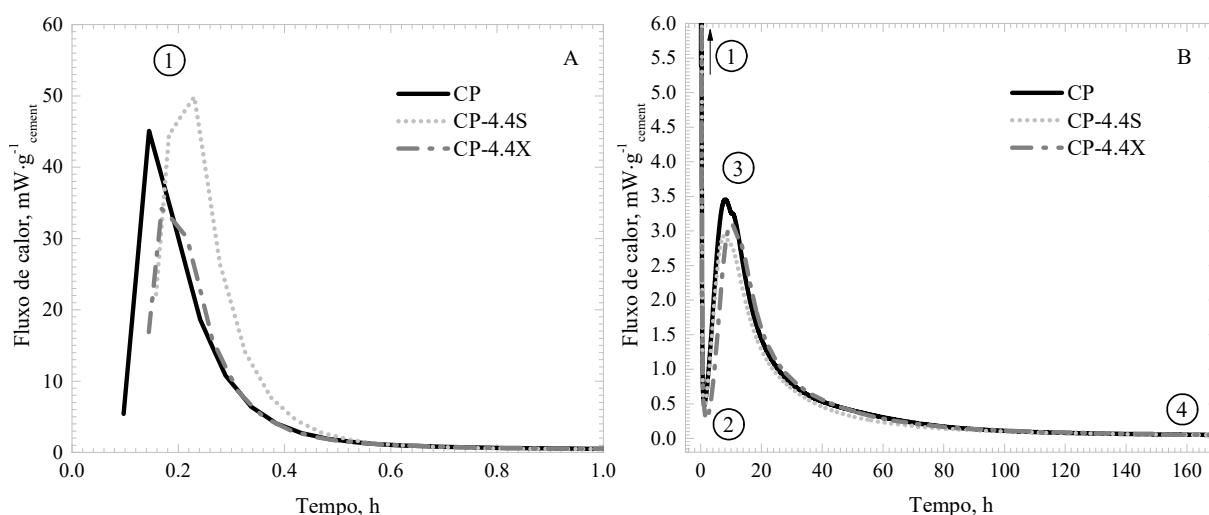 A
1
CP
CP-4.4S
CP-4.4X
Fluxo de calor, mW·g⁻¹cement
60
50
40
30
20
10
0
0.0 0.2 0.4 0.6 0.8 1.0
Tempo, h
B
1
CP
CP-4.4S
CP-4.4X
3
2
4
Fluxo de calor, mW·g⁻¹cement
6.0
5.5
5.0
4.5
4.0
3.5
3.0
2.5
2.0
1.5
1.0
0.5
0.0
0 20 40 60 80 100 120 140 160
Tempo, h